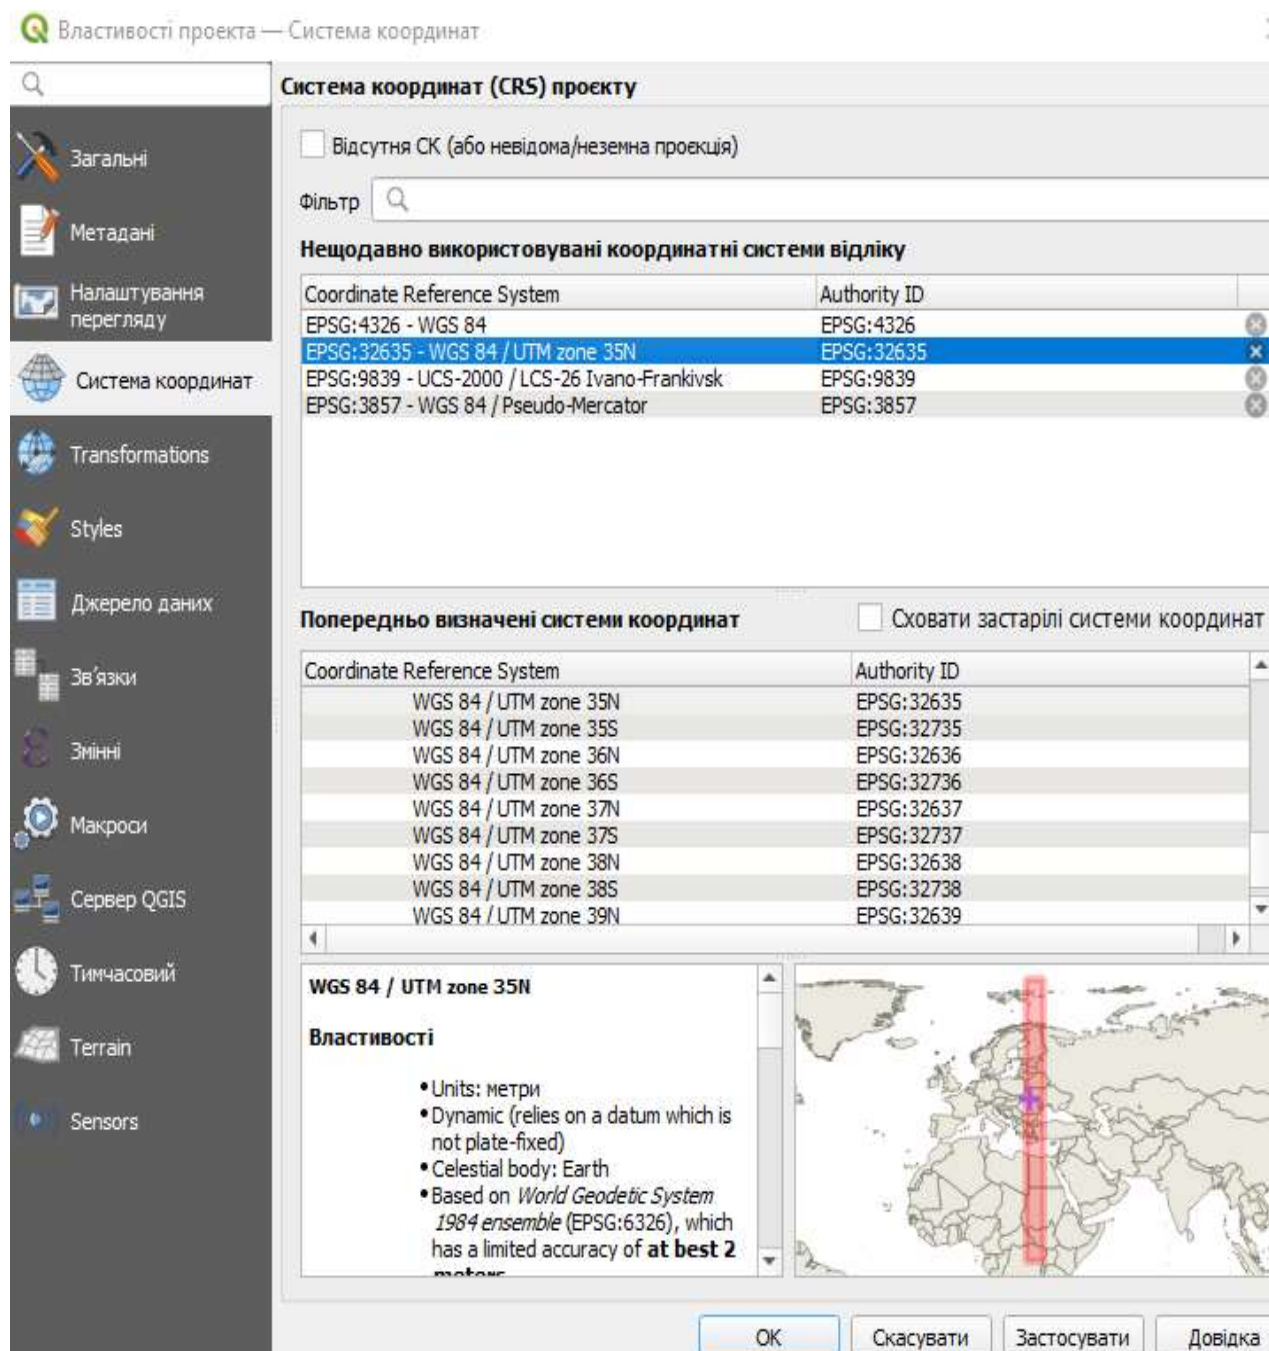 Властивості проекта — Система координат
Система координат (CRS) проєкту
Загальні
Метадані
Налаштування
перегляду
Система координат
Transformations
Styles
Джерело даних
Зв'язки
Змінні
Макроси
Сервер QGIS
Тимчасовий
Terrain
Sensors
Відсутня СК (або невідома/неземна проєкція)
Фільтр
Нещодавно використовувані координатні системи відліку
Coordinate Reference System Authority ID
EPSG:4326 - WGS 84 EPSG:4326
EPSG:32635 - WGS 84 / UTM zone 35N EPSG:32635
EPSG:9839 - UCS-2000 / LCS-26 Ivano-Frankivsk EPSG:9839
EPSG:3857 - WGS 84 / Pseudo-Mercator EPSG:3857
Попередньо визначені системи координат Сховати застарілі системи координат
Coordinate Reference System Authority ID
WGS 84 / UTM zone 35N EPSG:32635
WGS 84 / UTM zone 35S EPSG:32735
WGS 84 / UTM zone 36N EPSG:32636
WGS 84 / UTM zone 36S EPSG:32736
WGS 84 / UTM zone 37N EPSG:32637
WGS 84 / UTM zone 37S EPSG:32737
WGS 84 / UTM zone 38N EPSG:32638
WGS 84 / UTM zone 38S EPSG:32738
WGS 84 / UTM zone 39N EPSG:32639
WGS 84 / UTM zone 35N
Властивості
• Units: метри
• Dynamic (relies on a datum which is
not plate-fixed)
• Celestial body: Earth
• Based on World Geodetic System
1984 ensemble (EPSG:6326), which
has a limited accuracy of at best 2
meters
OK Скасувати Застосувати Довідка